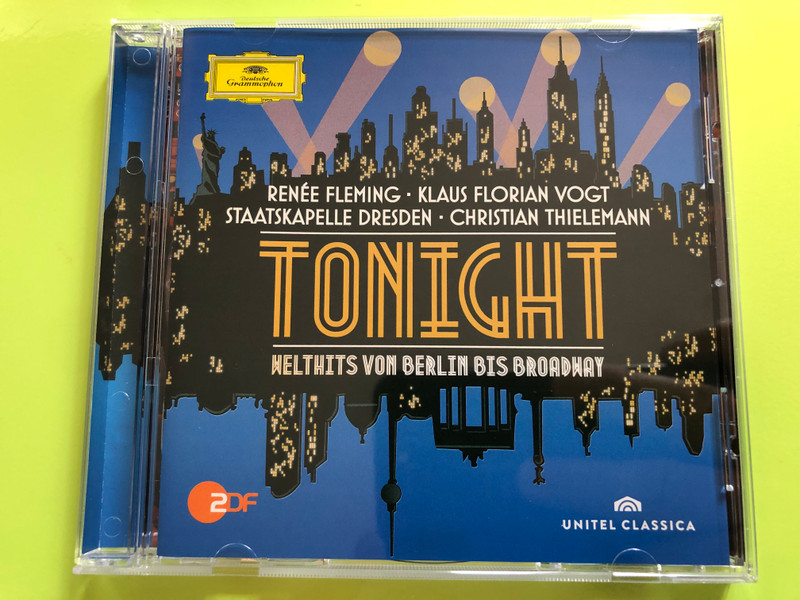 Deutsche
Grammophon
RENÉE FLEMING · KLAUS FLORIAN VOGT
STAATSKAPELLE DRESDEN · CHRISTIAN THIELEMANN
TONIGHT
WELTHITS VON BERLIN BIS BROADWAY
2DF
UNITEL CLASSICA